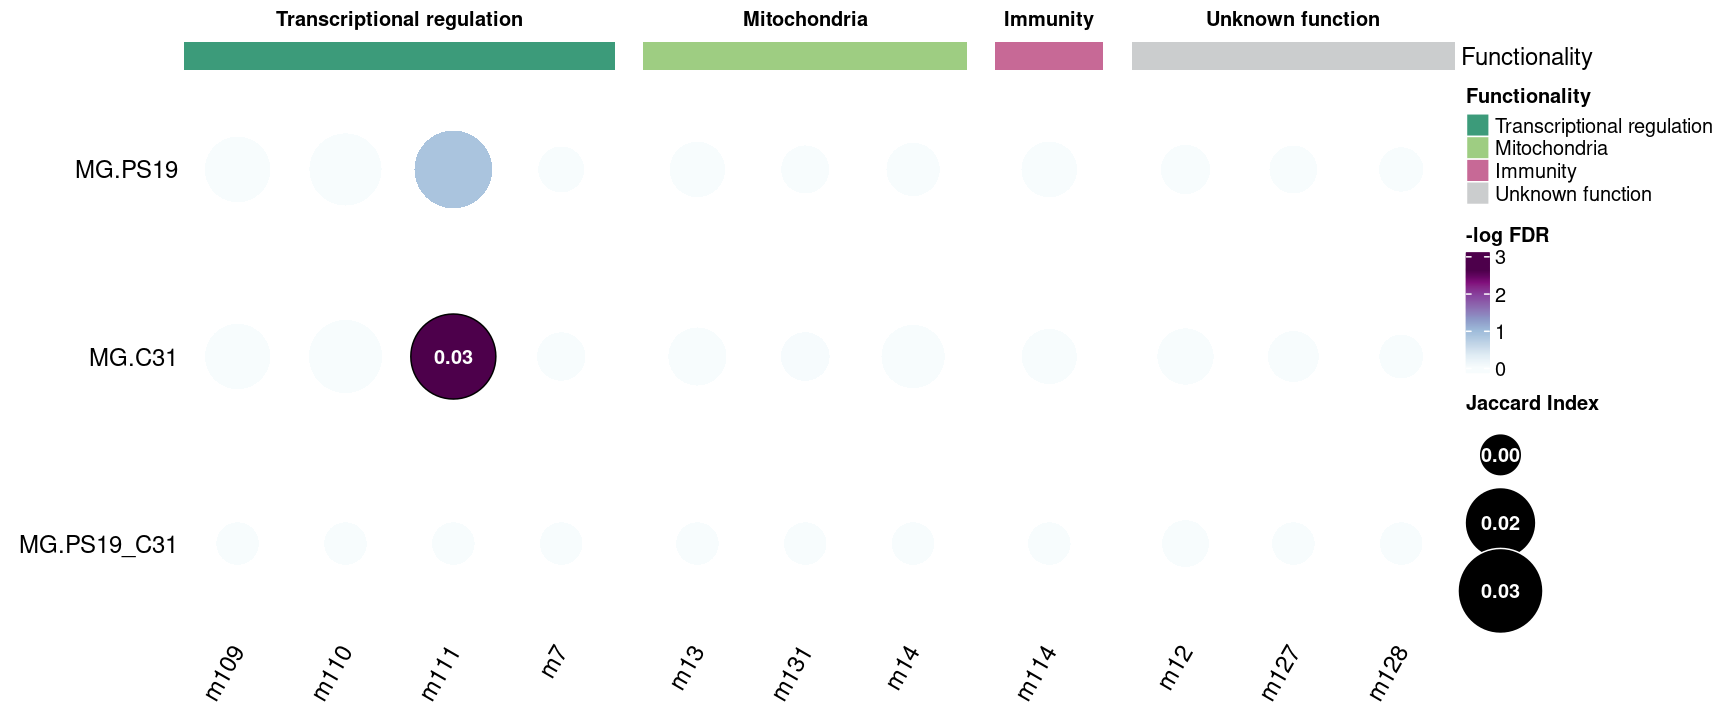 Transcriptional regulation
Mitochondria
Immunity
Unknown function
Functionality
Functionality
Transcriptional regulation
Mitochondria
Immunity
Unknown function
-log FDR
3
2
1
0
Jaccard Index
0.00
0.02
0.03
MG.PS19
MG.C31
0.03
MG.PS19_C31
m109
m110
m111
m7
m13
m131
m14
m114
m12
m127
m128